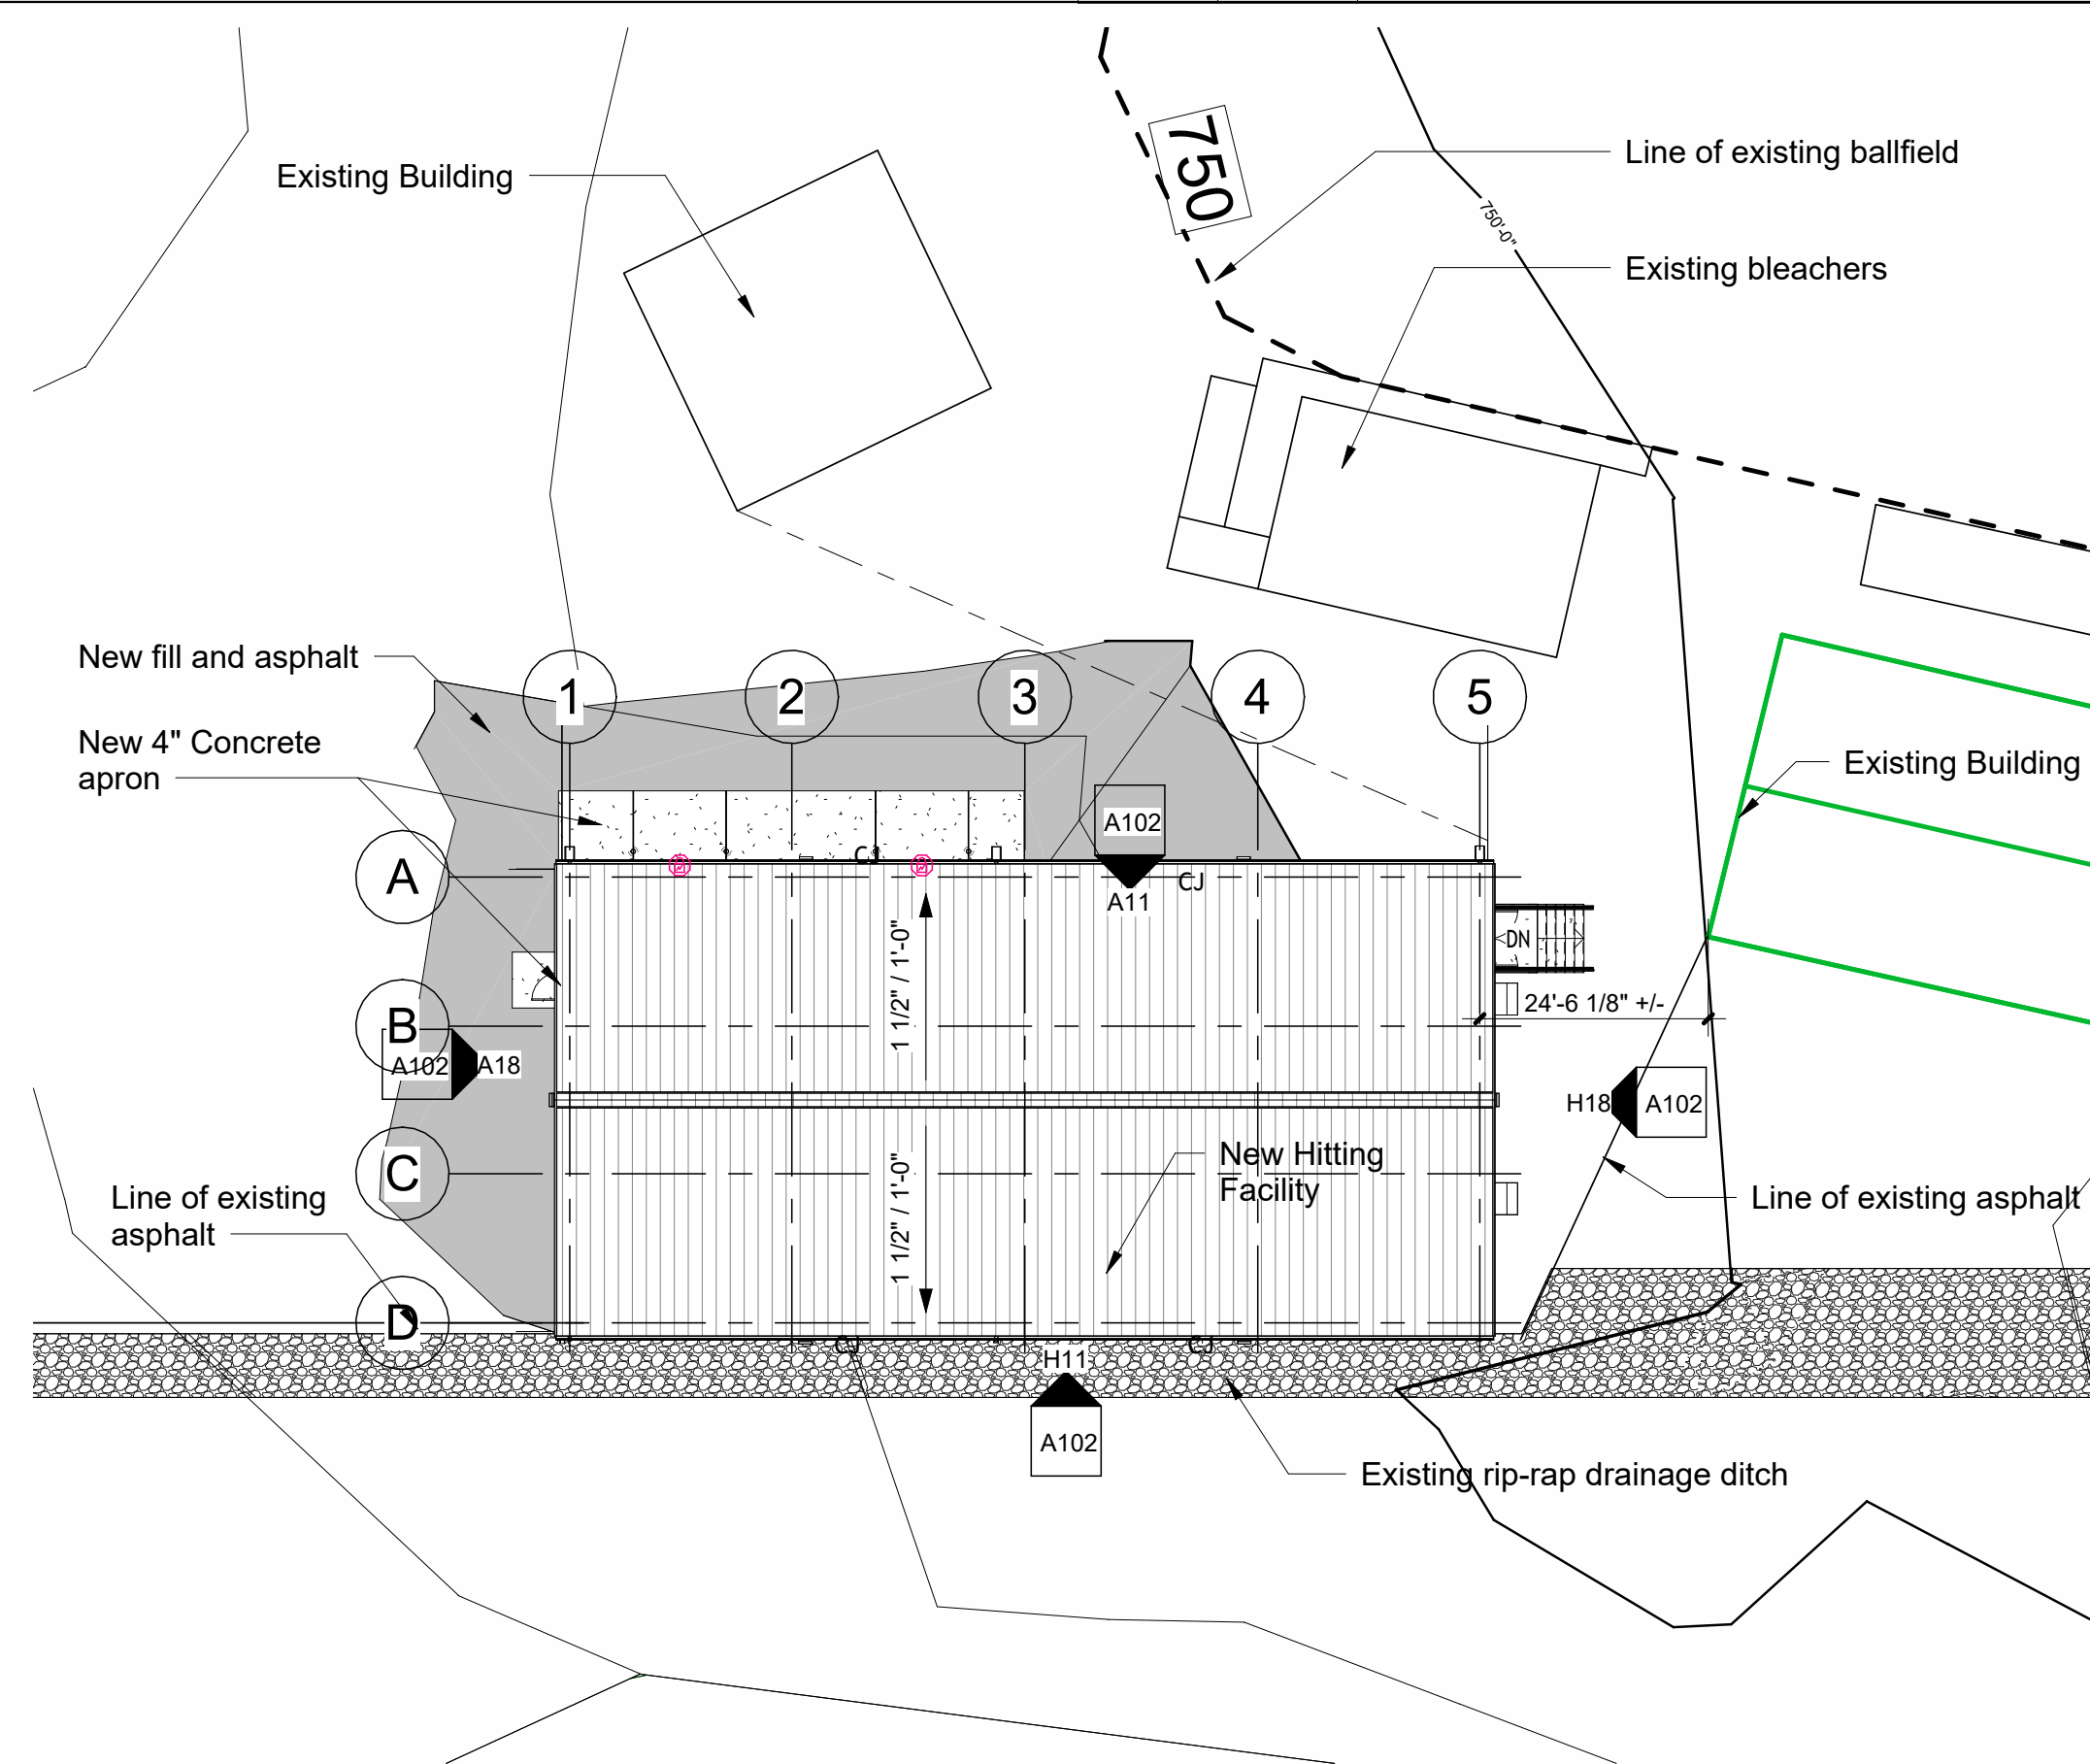 750
Line of existing ballfield
Existing Building
750'-0"
Existing bleachers
New fill and asphalt
1
2
3
4
5
New 4" Concrete
apron
Existing Building
A102
CJ
A
CJ
A11
DN
1 1/2" / 1'-0"
24'-6 1/8" +/-
B
A102
A18
H18
A102
New Hitting
Facility
C
1 1/2" / 1'-0"
Line of existing
asphalt
Line of existing asphalt
D
CJ
CJ
H11
A102
Existing rip-rap drainage ditch